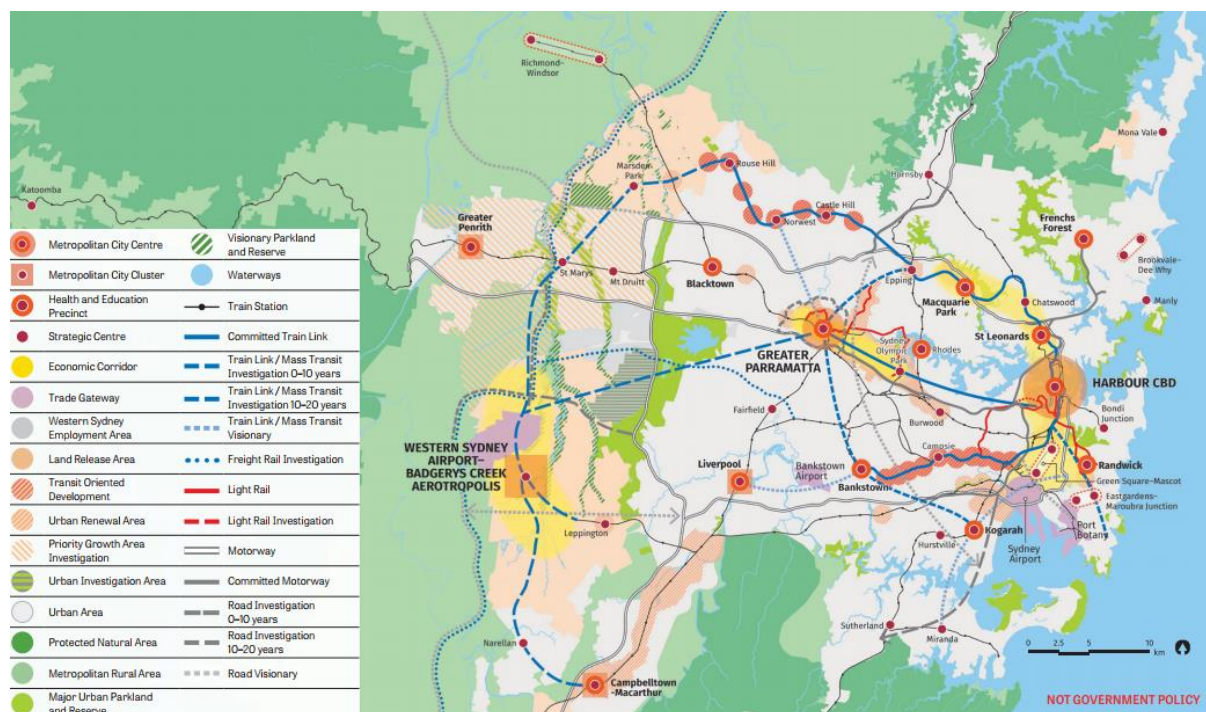 Richmond-
Windsor
Mona Vale
Marsden
Park
Rouse Hill
Hornsby
Katoomba
Castle Hill
Norwest
Frenchs
Forest
Greater
Penrith
Brookvale-
Dee Why
St Marys
Mt Druitt
Blacktown
Epping
Macquarie
Park
Chatswood
Manly
St Leonards
GREATER
PARRAMATTA
Sydney
Olympic
Park
Rhodes
HARBOUR CBD
Fairfield
Burwood
Bondi
Junction
WESTERN SYDNEY
AIRPORT–
BADGERYS CREEK
AEROTROPOLIS
Liverpool
Bankstown
Airport
Bankstown
Campsie
Randwick
Green Square-Mascot
Eastgardens-
Maroubra Junction
Leppington
Kogarah
Hurstville
Sydney
Airport
Port
Botany
Narellan
Sutherland
Miranda
Campbelltown
-Macarthur
0 2.5 5 10
km
NOT GOVERNMENT POLICY
Metropolitan City Centre
Metropolitan City Cluster
Health and Education
Precinct
Strategic Centre
Economic Corridor
Trade Gateway
Western Sydney
Employment Area
Land Release Area
Transit Oriented
Development
Urban Renewal Area
Priority Growth Area
Investigation
Urban Investigation Area
Urban Area
Protected Natural Area
Metropolitan Rural Area
Major Urban Parkland
and Reserve
Visionary Parkland
and Reserve
Waterways
Train Station
Committed Train Link
Train Link / Mass Transit
Investigation 0–10 years
Train Link / Mass Transit
Investigation 10–20 years
Train Link / Mass Transit
Visionary
Freight Rail Investigation
Light Rail
Light Rail Investigation
Motorway
Committed Motorway
Road Investigation
0–10 years
Road Investigation
10–20 years
Road Visionary